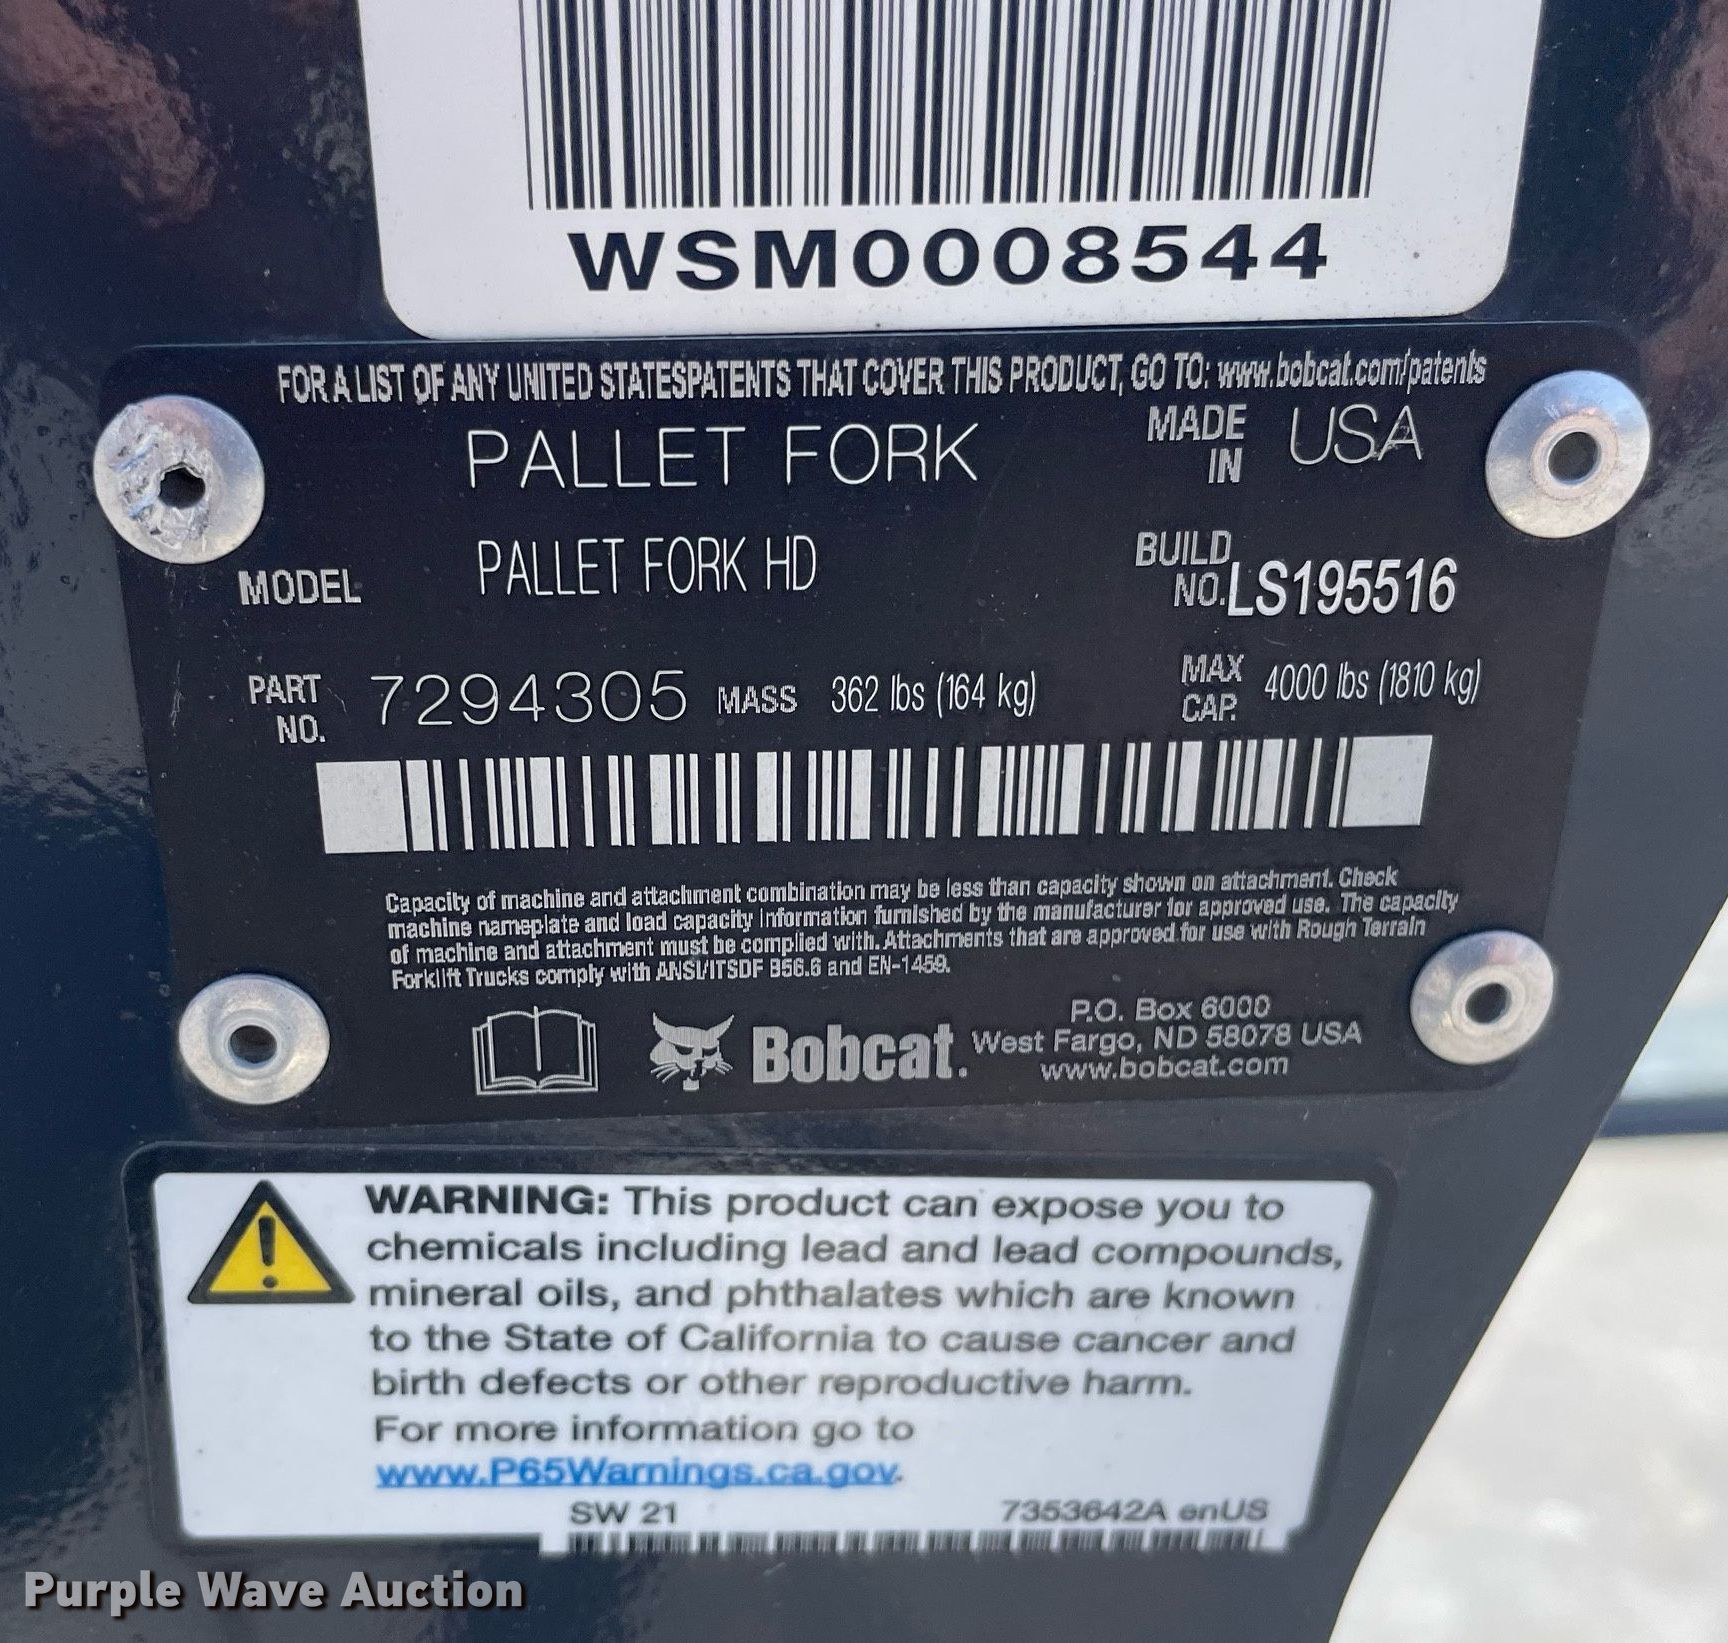 WSM0008544
FOR A LIST OF ANY UNITED STATESPATENTS THAT COVER THIS PRODUCT, GO TO: www.bobcat.com/patents
PALLET FORK MADE IN USA
MODEL PALLET FORK HD BUILD NO. LS195516
PART NO. 7294305 MASS 362 lbs (164 kg) MAX CAP. 4000 lbs (1810 kg)
Capacity of machine and attachment combination may be less than capacity shown on attachment. Check
machine nameplate and load capacity information furnished by the manufacturer for approved use. The capacity
of machine and attachment must be complied with. Attachments that are approved for use with Rough Terrain
Forklift Trucks comply with ANSI/ITSDF B56.6 and EN-1459.
Bobcat.
P.O. Box 6000
West Fargo, ND 58078 USA
www.bobcat.com
WARNING: This product can expose you to
chemicals including lead and lead compounds,
mineral oils, and phthalates which are known
to the State of California to cause cancer and
birth defects or other reproductive harm.
For more information go to
www.P65Warnings.ca.gov.
SW 21 7353642A enUS
Purple Wave Auction